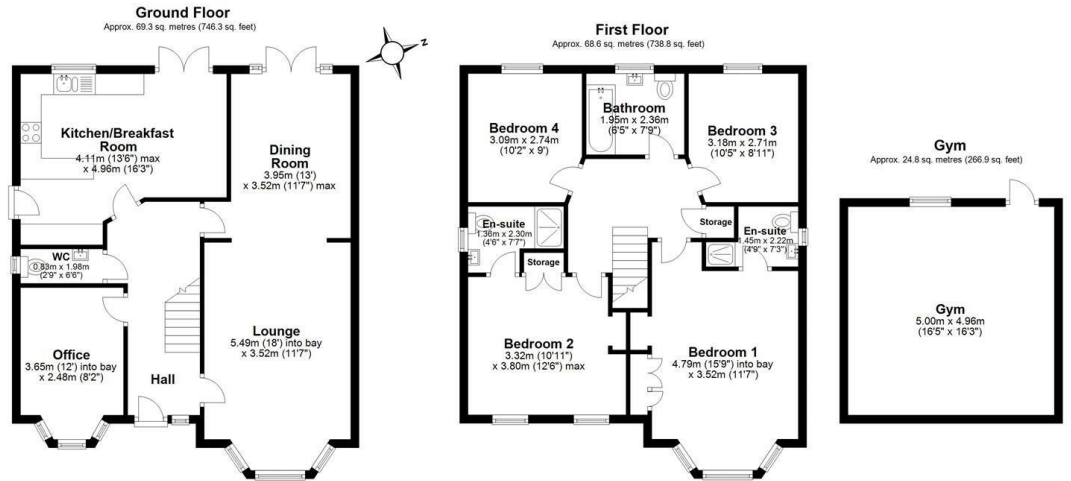 Ground Floor
Approx. 69.3 sq. metres (746.3 sq. feet)
N
Kitchen/Breakfast
Room
4.11m (13'6") max
x 4.96m (16'3")
Dining
Room
3.95m (13')
x 3.52m (11'7") max
WC
0.83m x 1.98m
(2'9" x 6'6")
Office
3.65m (12') into bay
x 2.48m (8'2")
Hall
Lounge
5.49m (18') into bay
x 3.52m (11'7")
First Floor
Approx. 68.6 sq. metres (738.8 sq. feet)
Bedroom 4
3.09m x 2.74m
(10'2" x 9')
Bathroom
1.95m x 2.36m
(6'5" x 7'9")
Bedroom 3
3.18m x 2.71m
(10'5" x 8'11")
En-suite
1.36m x 2.30m
(4'6" x 7'7")
Storage
Storage
En-suite
1.45m x 2.22m
(4'9" x 7'3")
Bedroom 2
3.32m (10'11")
x 3.80m (12'6") max
Bedroom 1
4.79m (15'9") into bay
x 3.52m (11'7")
Gym
Approx. 24.8 sq. metres (266.9 sq. feet)
Gym
5.00m x 4.96m
(16'5" x 16'3")